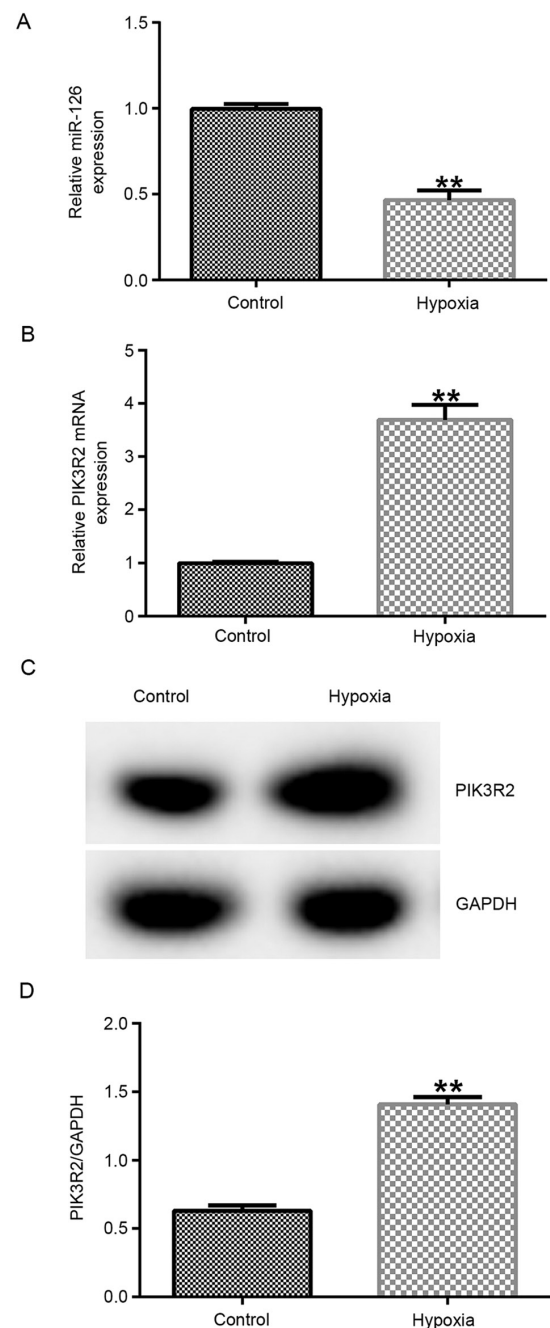 A
Relative miR-126
expression
1.5
1.0
0.5
0.0
**
Control
Hypoxia
B
Relative PIK3R2 mRNA
expression
5
4
3
2
1
0
**
Control
Hypoxia
C
Control
Hypoxia
PIK3R2
GAPDH
D
PIK3R2/GAPDH
2.0
1.5
1.0
0.5
0.0
**
Control
Hypoxia